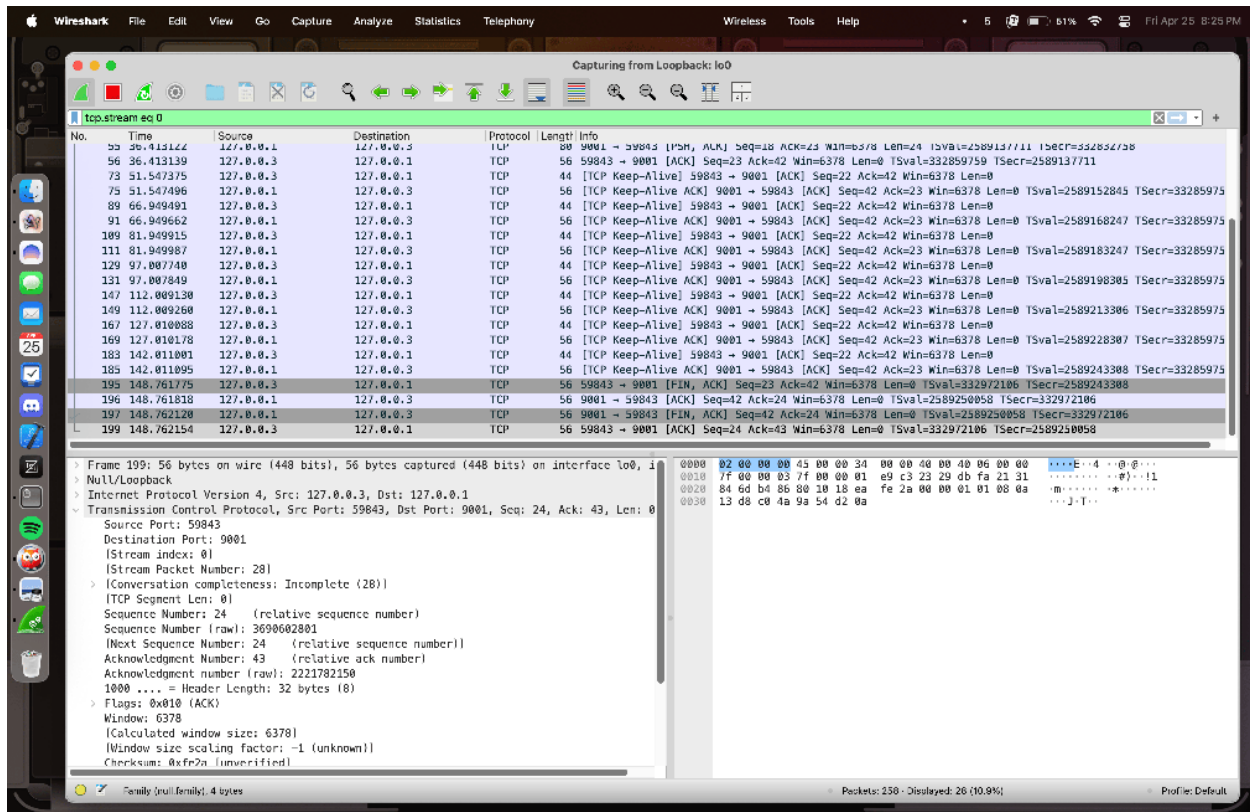 Wireshark File Edit View Go Capture Analyze Statistics Telephony Wireless Tools Help 5 51% Fri Apr 25 8:25 PM
Capturing from Loopback: lo0
tcp.stream eq 0
No. Time Source Destination Protocol Length Info
55 36.413122 127.0.0.1 127.0.0.3 TCP 80 9001 → 59843 [PSH, ACK] Seq=18 Ack=23 Win=6378 Len=24 TSval=2589137711 TSecr=332832758
56 36.413139 127.0.0.3 127.0.0.1 TCP 56 59843 → 9001 [ACK] Seq=23 Ack=42 Win=6378 Len=0 TSval=332859759 TSecr=2589137711
73 51.547375 127.0.0.3 127.0.0.1 TCP 44 [TCP Keep-Alive] 59843 → 9001 [ACK] Seq=22 Ack=42 Win=6378 Len=0
75 51.547496 127.0.0.1 127.0.0.3 TCP 56 [TCP Keep-Alive ACK] 9001 → 59843 [ACK] Seq=42 Ack=23 Win=6378 Len=0 TSval=2589152845 TSecr=33285975
89 66.949491 127.0.0.3 127.0.0.1 TCP 44 [TCP Keep-Alive] 59843 → 9001 [ACK] Seq=22 Ack=42 Win=6378 Len=0
91 66.949662 127.0.0.1 127.0.0.3 TCP 56 [TCP Keep-Alive ACK] 9001 → 59843 [ACK] Seq=42 Ack=23 Win=6378 Len=0 TSval=2589168247 TSecr=33285975
109 81.949915 127.0.0.3 127.0.0.1 TCP 44 [TCP Keep-Alive] 59843 → 9001 [ACK] Seq=22 Ack=42 Win=6378 Len=0
111 81.949987 127.0.0.1 127.0.0.3 TCP 56 [TCP Keep-Alive ACK] 9001 → 59843 [ACK] Seq=42 Ack=23 Win=6378 Len=0 TSval=2589183247 TSecr=33285975
129 97.007740 127.0.0.3 127.0.0.1 TCP 44 [TCP Keep-Alive] 59843 → 9001 [ACK] Seq=22 Ack=42 Win=6378 Len=0
131 97.007849 127.0.0.1 127.0.0.3 TCP 56 [TCP Keep-Alive ACK] 9001 → 59843 [ACK] Seq=42 Ack=23 Win=6378 Len=0 TSval=2589198305 TSecr=33285975
147 112.009130 127.0.0.3 127.0.0.1 TCP 44 [TCP Keep-Alive] 59843 → 9001 [ACK] Seq=22 Ack=42 Win=6378 Len=0
149 112.009260 127.0.0.1 127.0.0.3 TCP 56 [TCP Keep-Alive ACK] 9001 → 59843 [ACK] Seq=42 Ack=23 Win=6378 Len=0 TSval=2589213306 TSecr=33285975
167 127.010088 127.0.0.3 127.0.0.1 TCP 44 [TCP Keep-Alive] 59843 → 9001 [ACK] Seq=22 Ack=42 Win=6378 Len=0
169 127.010178 127.0.0.1 127.0.0.3 TCP 56 [TCP Keep-Alive ACK] 9001 → 59843 [ACK] Seq=42 Ack=23 Win=6378 Len=0 TSval=2589228307 TSecr=33285975
183 142.011001 127.0.0.3 127.0.0.1 TCP 44 [TCP Keep-Alive] 59843 → 9001 [ACK] Seq=22 Ack=42 Win=6378 Len=0
185 142.011095 127.0.0.1 127.0.0.3 TCP 56 [TCP Keep-Alive ACK] 9001 → 59843 [ACK] Seq=42 Ack=23 Win=6378 Len=0 TSval=2589243308 TSecr=33285975
195 148.761775 127.0.0.3 127.0.0.1 TCP 56 59843 → 9001 [FIN, ACK] Seq=23 Ack=42 Win=6378 Len=0 TSval=332972106 TSecr=2589243308
196 148.761818 127.0.0.1 127.0.0.3 TCP 56 9001 → 59843 [ACK] Seq=42 Ack=24 Win=6378 Len=0 TSval=2589250058 TSecr=332972106
197 148.762120 127.0.0.1 127.0.0.3 TCP 56 9001 → 59843 [FIN, ACK] Seq=42 Ack=24 Win=6378 Len=0 TSval=2589250058 TSecr=332972106
199 148.762154 127.0.0.3 127.0.0.1 TCP 56 59843 → 9001 [ACK] Seq=24 Ack=43 Win=6378 Len=0 TSval=332972106 TSecr=2589250058
25
Frame 199: 56 bytes on wire (448 bits), 56 bytes captured (448 bits) on interface lo0, i
Null/Loopback
Internet Protocol Version 4, Src: 127.0.0.3, Dst: 127.0.0.1
Transmission Control Protocol, Src Port: 59843, Dst Port: 9001, Seq: 24, Ack: 43, Len: 0
Source Port: 59843
Destination Port: 9001
[Stream index: 0]
[Stream Packet Number: 28]
[Conversation completeness: Incomplete (28)]
[TCP Segment Len: 0]
Sequence Number: 24 (relative sequence number)
Sequence Number (raw): 3690602801
[Next Sequence Number: 24 (relative sequence number)]
Acknowledgment Number: 43 (relative ack number)
Acknowledgment number (raw): 2221782150
1000 .... = Header Length: 32 bytes (8)
Flags: 0x010 (ACK)
Window: 6378
[Calculated window size: 6378]
[Window size scaling factor: -1 (unknown)]
Checksum: 0xfe2a [unverified]
0000 02 00 00 00 45 00 00 34 00 00 40 00 40 06 00 00 ····E··4 ··@·@···
0010 7f 00 00 03 7f 00 00 01 e9 c3 23 29 db fa 21 31 ········ ··#)··!1
0020 84 6d b4 86 80 10 18 ea fe 2a 00 00 01 01 08 0a ·m······ ·*······
0030 13 d8 c0 4a 9a 54 d2 0a ···J·T··
Family (null.family), 4 bytes Packets: 258 · Displayed: 28 (10.9%) Profile: Default